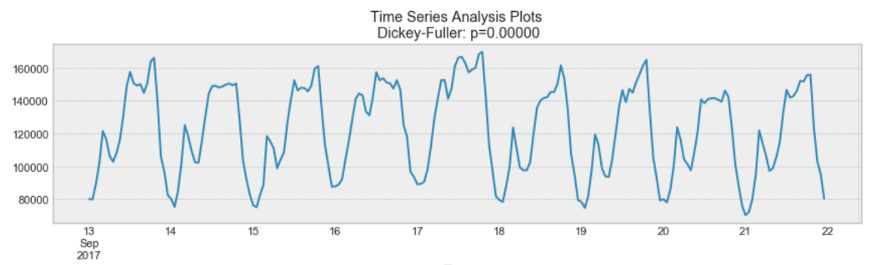 Time Series Analysis Plots
Dickey-Fuller: p=0.00000
160000
140000
120000
100000
80000
13 14 15 16 17 18 19 20 21 22
Sep
2017